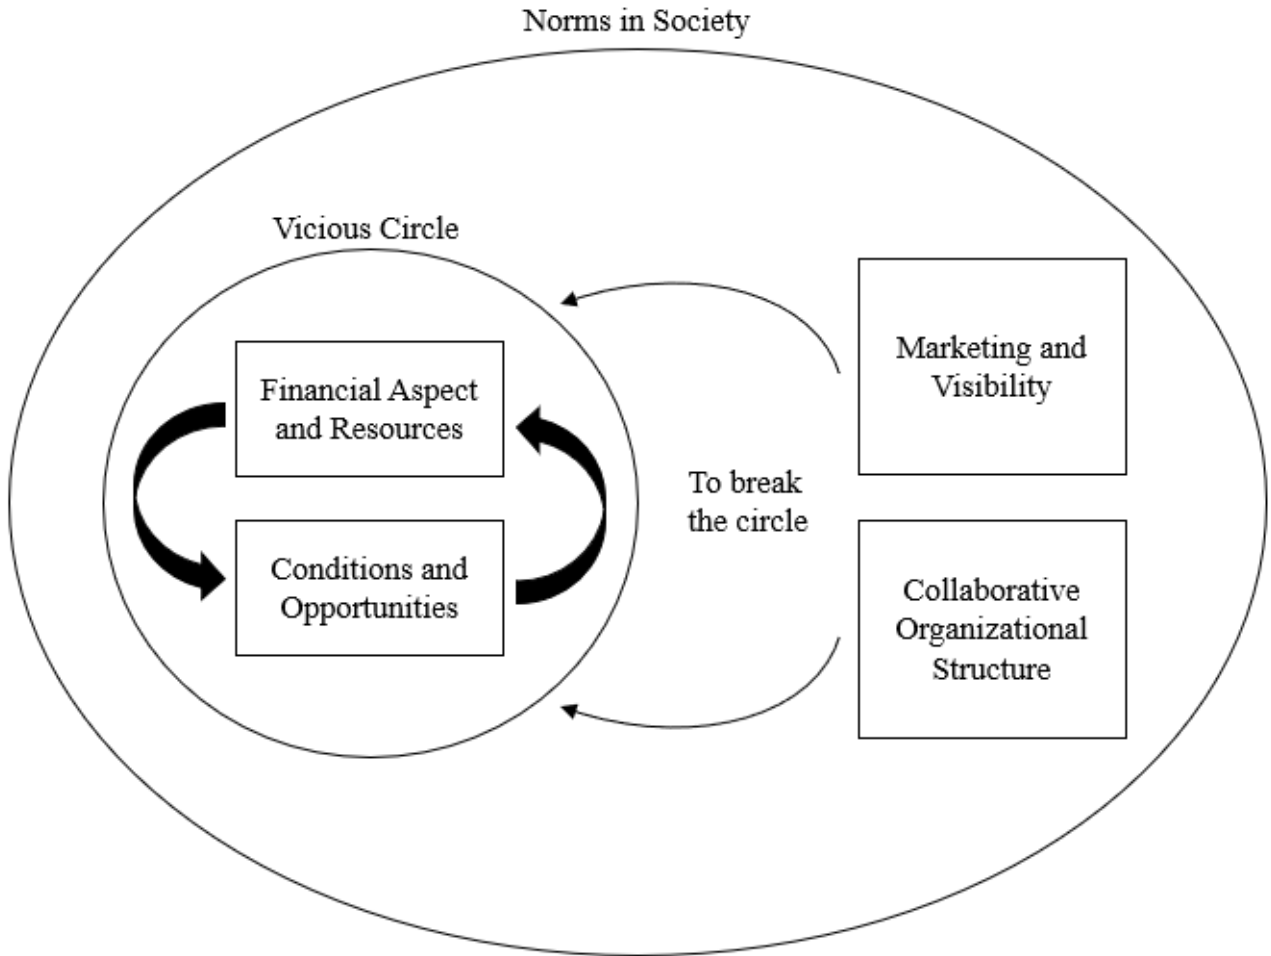 Norms in Society
Vicious Circle
Financial Aspect
and Resources
Conditions and
Opportunities
To break
the circle
Marketing and
Visibility
Collaborative
Organizational
Structure